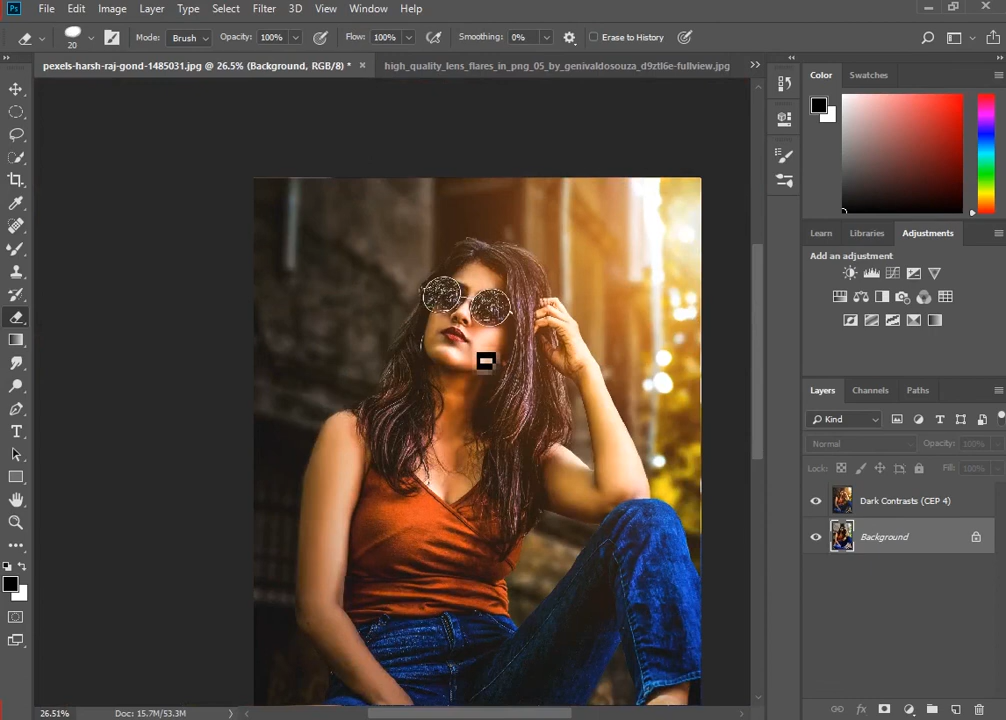 Ps File Edit Image Layer Type Select Filter 3D View Window Help
20 Mode: Brush Opacity: 100% Flow: 100% Smoothing: 0% Erase to History
pexels-harsh-raj-gond-1485031.jpg @ 26.5% (Background, RGB/8) * × high_quality_lens_flares_in_png_05_by_genivaldosouza_d9ztl6e-fullview.jpg
Color Swatches
Learn Libraries Adjustments
Add an adjustment
Layers Channels Paths
Kind
Normal Opacity: 100%
Lock: Fill: 100%
Dark Contrasts (CEP 4)
Background
26.51% Doc: 15.7M/53.3M